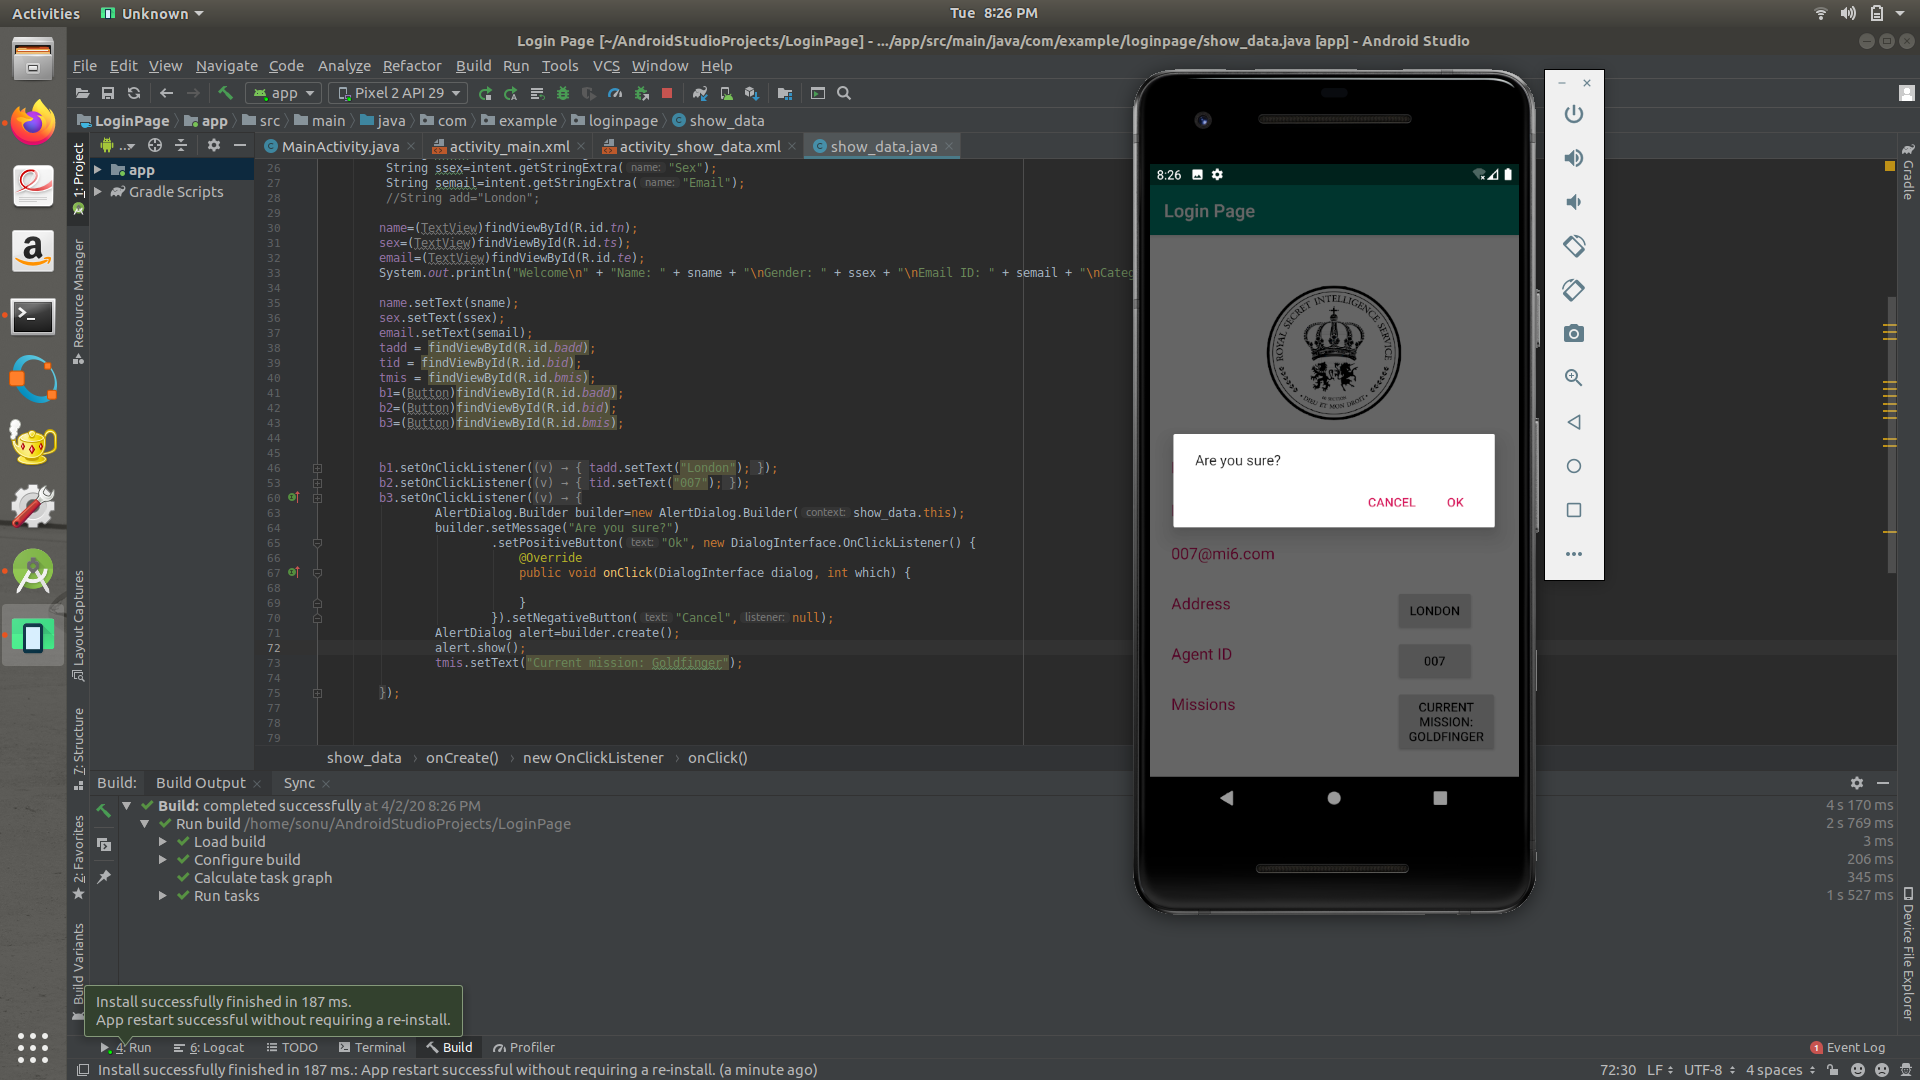 Activities Unknown Tue 8:26 PM
Login Page [~/AndroidStudioProjects/LoginPage] - .../app/src/main/java/com/example/loginpage/show_data.java [app] - Android Studio
File Edit View Navigate Code Analyze Refactor Build Run Tools VCS Window Help
app Pixel 2 API 29
LoginPage app src main java com example loginpage show_data
MainActivity.java activity_main.xml activity_show_data.xml show_data.java
1: Project
Resource Manager
Layout Captures
7: Structure
2: Favorites
Build Variants
app
Gradle Scripts
26 String ssex=intent.getStringExtra( name: "Sex");
27 String semail=intent.getStringExtra( name: "Email");
28 //String add="London";
29
30 name=(TextView)findViewById(R.id.tn);
31 sex=(TextView)findViewById(R.id.ts);
32 email=(TextView)findViewById(R.id.te);
33 System.out.println("Welcome\n" + "Name: " + sname + "\nGender: " + ssex + "\nEmail ID: " + semail + "\nCateg
34
35 name.setText(sname);
36 sex.setText(ssex);
37 email.setText(semail);
38 tadd = findViewById(R.id.badd);
39 tid = findViewById(R.id.bid);
40 tmis = findViewById(R.id.bmis);
41 b1=(Button)findViewById(R.id.badd);
42 b2=(Button)findViewById(R.id.bid);
43 b3=(Button)findViewById(R.id.bmis);
44
45
46 b1.setOnClickListener((v) → { tadd.setText("London"); });
53 b2.setOnClickListener((v) → { tid.setText("007"); });
60 b3.setOnClickListener((v) → {
63 AlertDialog.Builder builder=new AlertDialog.Builder( context: show_data.this);
64 builder.setMessage("Are you sure?")
65 .setPositiveButton( text: "Ok", new DialogInterface.OnClickListener() {
66 @Override
67 public void onClick(DialogInterface dialog, int which) {
68
69 }
70 }).setNegativeButton( text: "Cancel", listener: null);
71 AlertDialog alert=builder.create();
72 alert.show();
73 tmis.setText("Current mission: Goldfinger");
74
75 });
77
78
79
show_data › onCreate() › new OnClickListener › onClick()
Build: Build Output Sync
Build: completed successfully at 4/2/20 8:26 PM 4 s 170 ms
Run build /home/sonu/AndroidStudioProjects/LoginPage 2 s 769 ms
Load build 3 ms
Configure build 206 ms
Calculate task graph 345 ms
Run tasks 1 s 527 ms
Install successfully finished in 187 ms.
App restart successful without requiring a re-install.
4: Run 6: Logcat TODO Terminal Build Profiler 1 Event Log
Install successfully finished in 187 ms.: App restart successful without requiring a re-install. (a minute ago) 72:30 LF UTF-8 4 spaces
8:26
Login Page
ROYAL SECRET INTELLIGENCE SERVICE
DIEU ET MON DROIT
Are you sure?
CANCEL OK
007@mi6.com
Address LONDON
Agent ID 007
Missions CURRENT
MISSION:
GOLDFINGER
Gradle
Device File Explorer